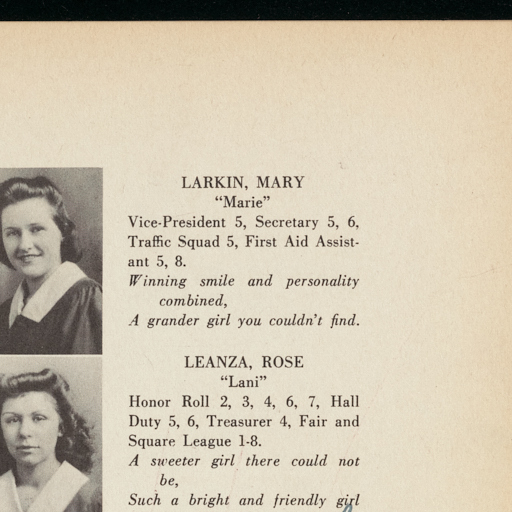 LARKIN, MARY
“Marie”
Vice-President 5, Secretary 5, 6,
Traffic Squad 5, First Aid Assist-
ant 5, 8.
Winning smile and personality
combined,
A grander girl you couldn’t find.
LEANZA, ROSE
“Lani”
Honor Roll 2, 3, 4, 6, 7, Hall
Duty 5, 6, Treasurer 4, Fair and
Square League 1-8.
A sweeter girl there could not
be,
Such a bright and friendly girl